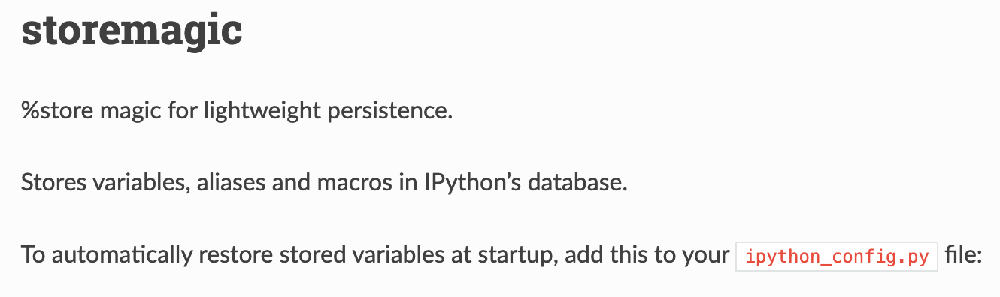 storemagic
%store magic for lightweight persistence.
Stores variables, aliases and macros in IPython’s database.
To automatically restore stored variables at startup, add this to your ipython_config.py file: